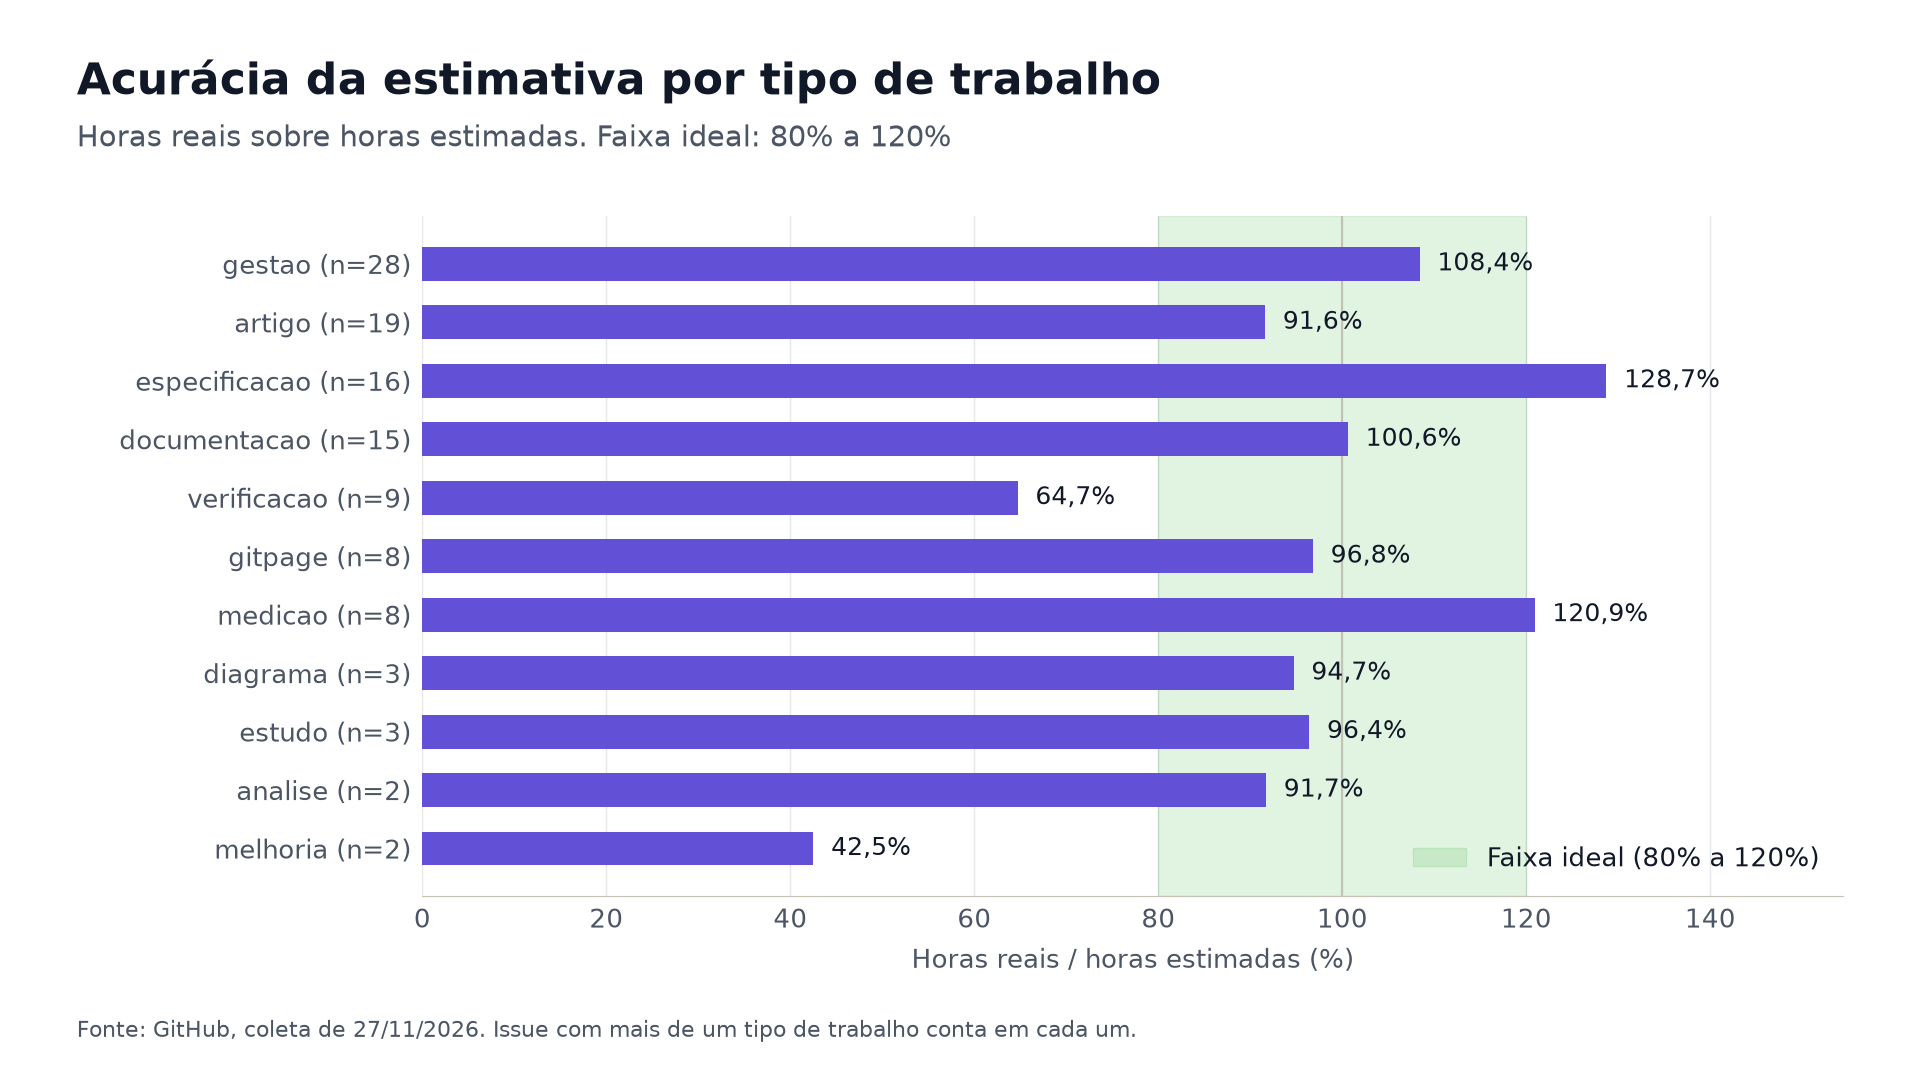 Acurácia da estimativa por tipo de trabalho
Horas reais sobre horas estimadas. Faixa ideal: 80% a 120%
gestao (n=28) 108,4%
artigo (n=19) 91,6%
especificacao (n=16) 128,7%
documentacao (n=15) 100,6%
verificacao (n=9) 64,7%
gitpage (n=8) 96,8%
medicao (n=8) 120,9%
diagrama (n=3) 94,7%
estudo (n=3) 96,4%
analise (n=2) 91,7%
melhoria (n=2) 42,5%
Faixa ideal (80% a 120%)
0 20 40 60 80 100 120 140
Horas reais / horas estimadas (%)
Fonte: GitHub, coleta de 27/11/2026. Issue com mais de um tipo de trabalho conta em cada um.